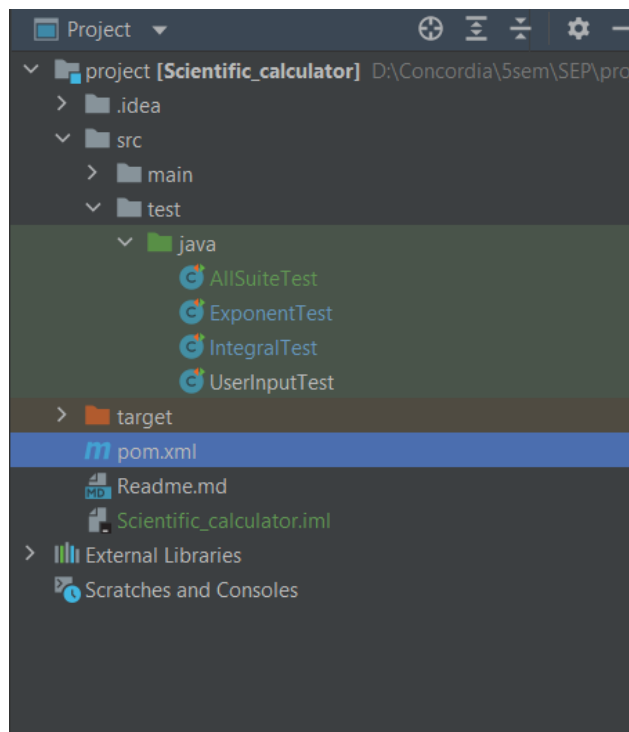 Project
project [Scientific_calculator] D:\Concordia\5sem\SEP\pro
.idea
src
main
test
java
C AllSuiteTest
C ExponentTest
C IntegralTest
C UserInputTest
target
m pom.xml
MD Readme.md
Scientific_calculator.iml
External Libraries
Scratches and Consoles